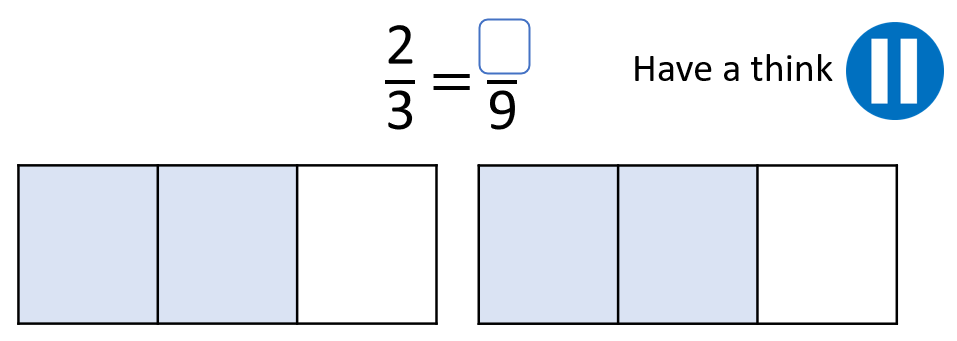 2/3 = □/9
Have a think